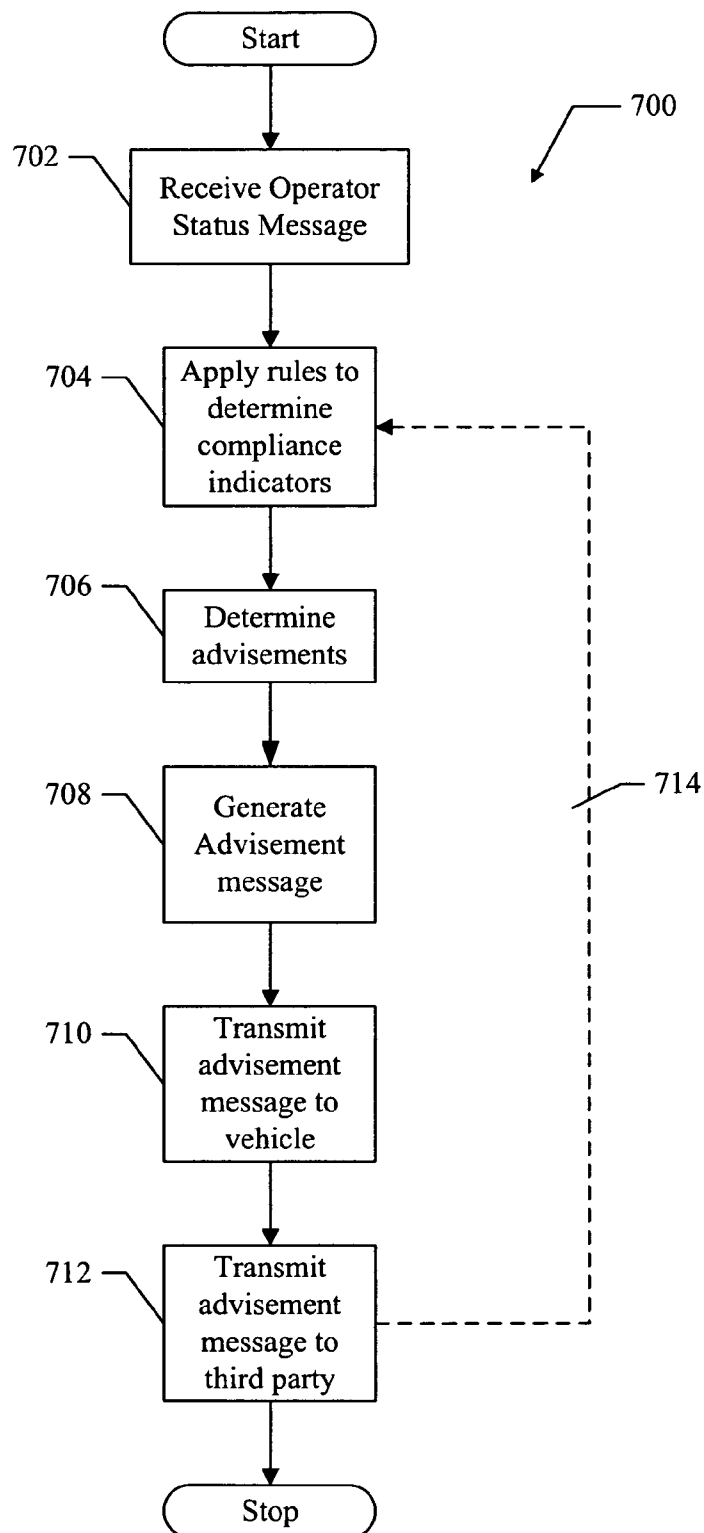 Start
700
702
Receive Operator
Status Message
704
Apply rules to
determine
compliance
indicators
706
Determine
advisements
708
Generate
Advisement
message
714
710
Transmit
advisement
message to
vehicle
712
Transmit
advisement
message to
third party
Stop